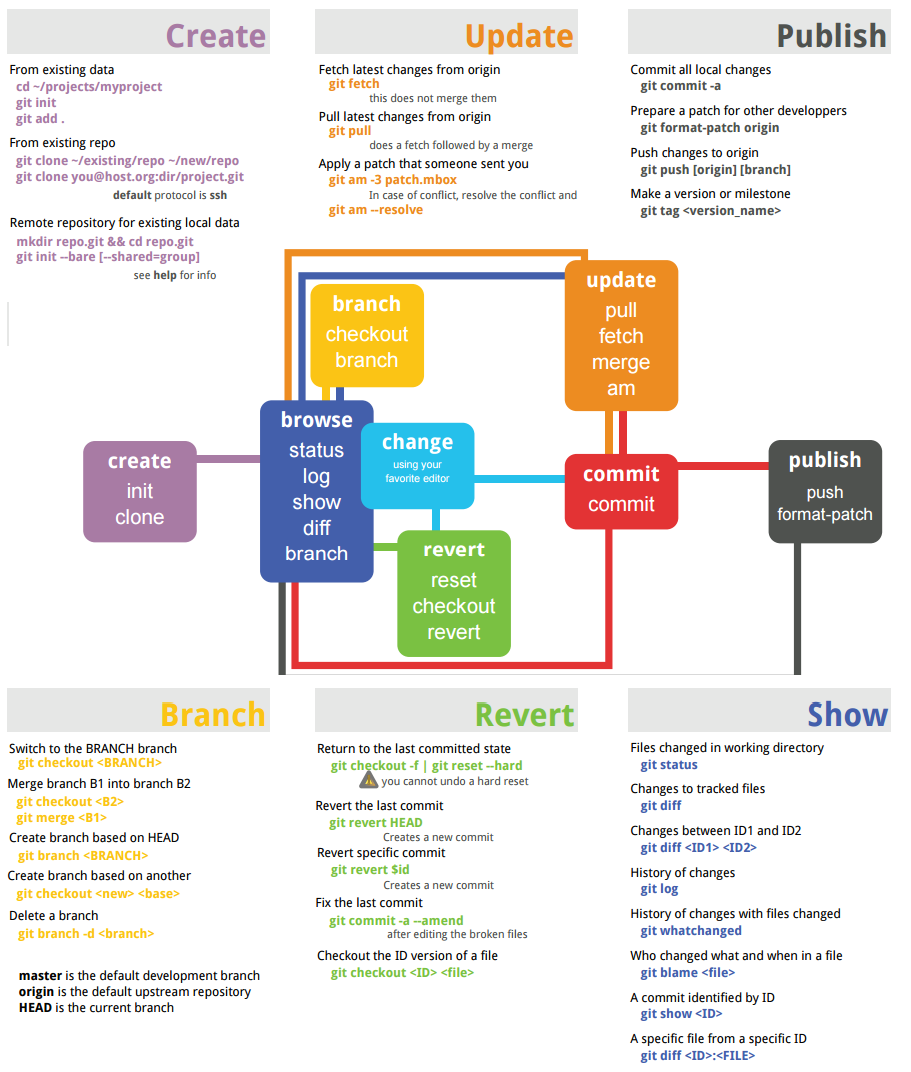 Create
From existing data
cd ~/projects/myproject
git init
git add .
From existing repo
git clone ~/existing/repo ~/new/repo
git clone you@host.org:dir/project.git
default protocol is ssh
Remote repository for existing local data
mkdir repo.git && cd repo.git
git init --bare [--shared=group]
see help for info
Update
Fetch latest changes from origin
git fetch
this does not merge them
Pull latest changes from origin
git pull
does a fetch followed by a merge
Apply a patch that someone sent you
git am -3 patch.mbox
In case of conflict, resolve the conflict and
git am --resolve
Publish
Commit all local changes
git commit -a
Prepare a patch for other developpers
git format-patch origin
Push changes to origin
git push [origin] [branch]
Make a version or milestone
git tag <version_name>
branch
checkout
branch
update
pull
fetch
merge
am
browse
status
log
show
diff
branch
change
using your
favorite editor
create
init
clone
commit
commit
publish
push
format-patch
revert
reset
checkout
revert
Branch
Switch to the BRANCH branch
git checkout <BRANCH>
Merge branch B1 into branch B2
git checkout <B2>
git merge <B1>
Create branch based on HEAD
git branch <BRANCH>
Create branch based on another
git checkout <new> <base>
Delete a branch
git branch -d <branch>
master is the default development branch
origin is the default upstream repository
HEAD is the current branch
Revert
Return to the last committed state
git checkout -f | git reset --hard
you cannot undo a hard reset
Revert the last commit
git revert HEAD
Creates a new commit
Revert specific commit
git revert $id
Creates a new commit
Fix the last commit
git commit -a --amend
after editing the broken files
Checkout the ID version of a file
git checkout <ID> <file>
Show
Files changed in working directory
git status
Changes to tracked files
git diff
Changes between ID1 and ID2
git diff <ID1> <ID2>
History of changes
git log
History of changes with files changed
git whatchanged
Who changed what and when in a file
git blame <file>
A commit identified by ID
git show <ID>
A specific file from a specific ID
git diff <ID>:<FILE>